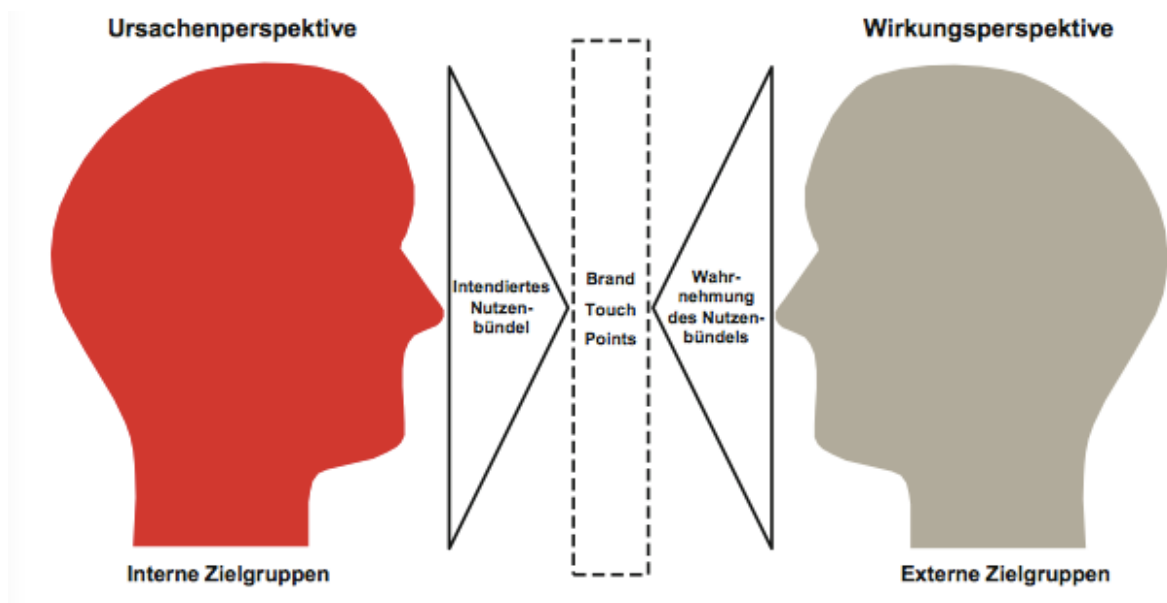 Ursachenperspektive
Wirkungsperspektive
Intendiertes
Nutzen-
bündel
Brand
Touch
Points
Wahr-
nehmung
des Nutzen-
bündels
Interne Zielgruppen
Externe Zielgruppen